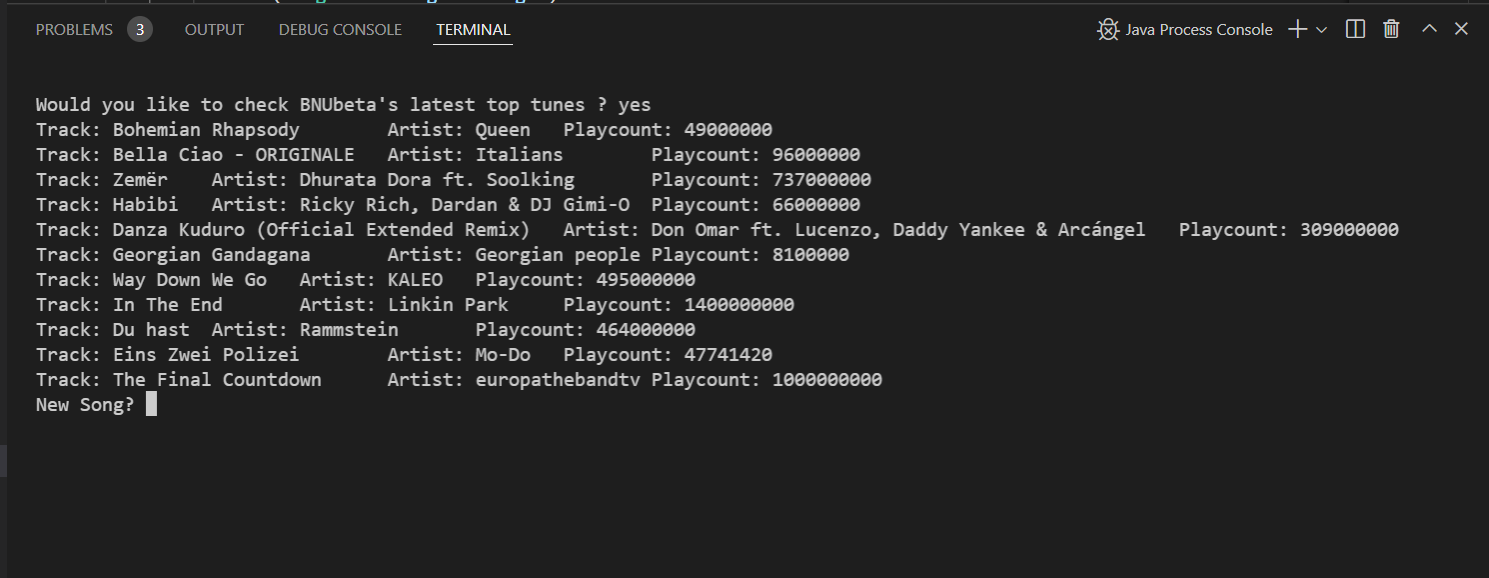 PROBLEMS 3 OUTPUT DEBUG CONSOLE TERMINAL Java Process Console
Would you like to check BNUbeta's latest top tunes ? yes
Track: Bohemian Rhapsody Artist: Queen Playcount: 49000000
Track: Bella Ciao - ORIGINALE Artist: Italians Playcount: 96000000
Track: Zemër Artist: Dhurata Dora ft. Soolking Playcount: 737000000
Track: Habibi Artist: Ricky Rich, Dardan & DJ Gimi-O Playcount: 66000000
Track: Danza Kuduro (Official Extended Remix) Artist: Don Omar ft. Lucenzo, Daddy Yankee & Arcángel Playcount: 309000000
Track: Georgian Gandagana Artist: Georgian people Playcount: 8100000
Track: Way Down We Go Artist: KALEO Playcount: 495000000
Track: In The End Artist: Linkin Park Playcount: 1400000000
Track: Du hast Artist: Rammstein Playcount: 464000000
Track: Eins Zwei Polizei Artist: Mo-Do Playcount: 47741420
Track: The Final Countdown Artist: europathebandtv Playcount: 1000000000
New Song?